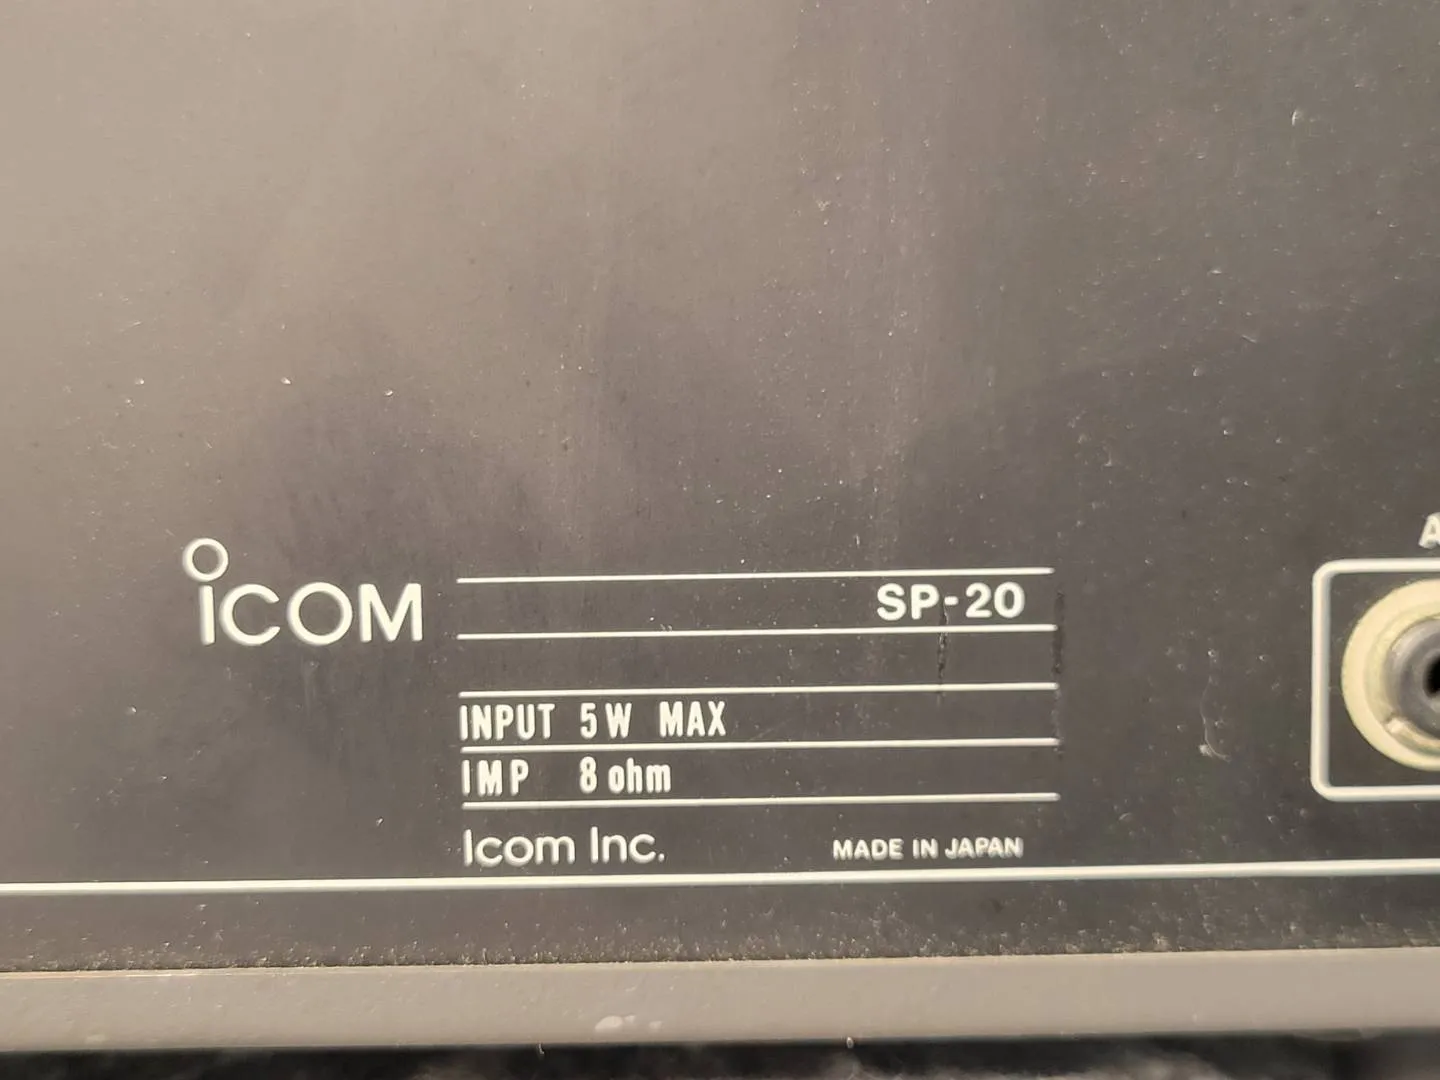 A
ICOM
SP-20
INPUT 5W MAX
IMP 8 ohm
Icom Inc. MADE IN JAPAN